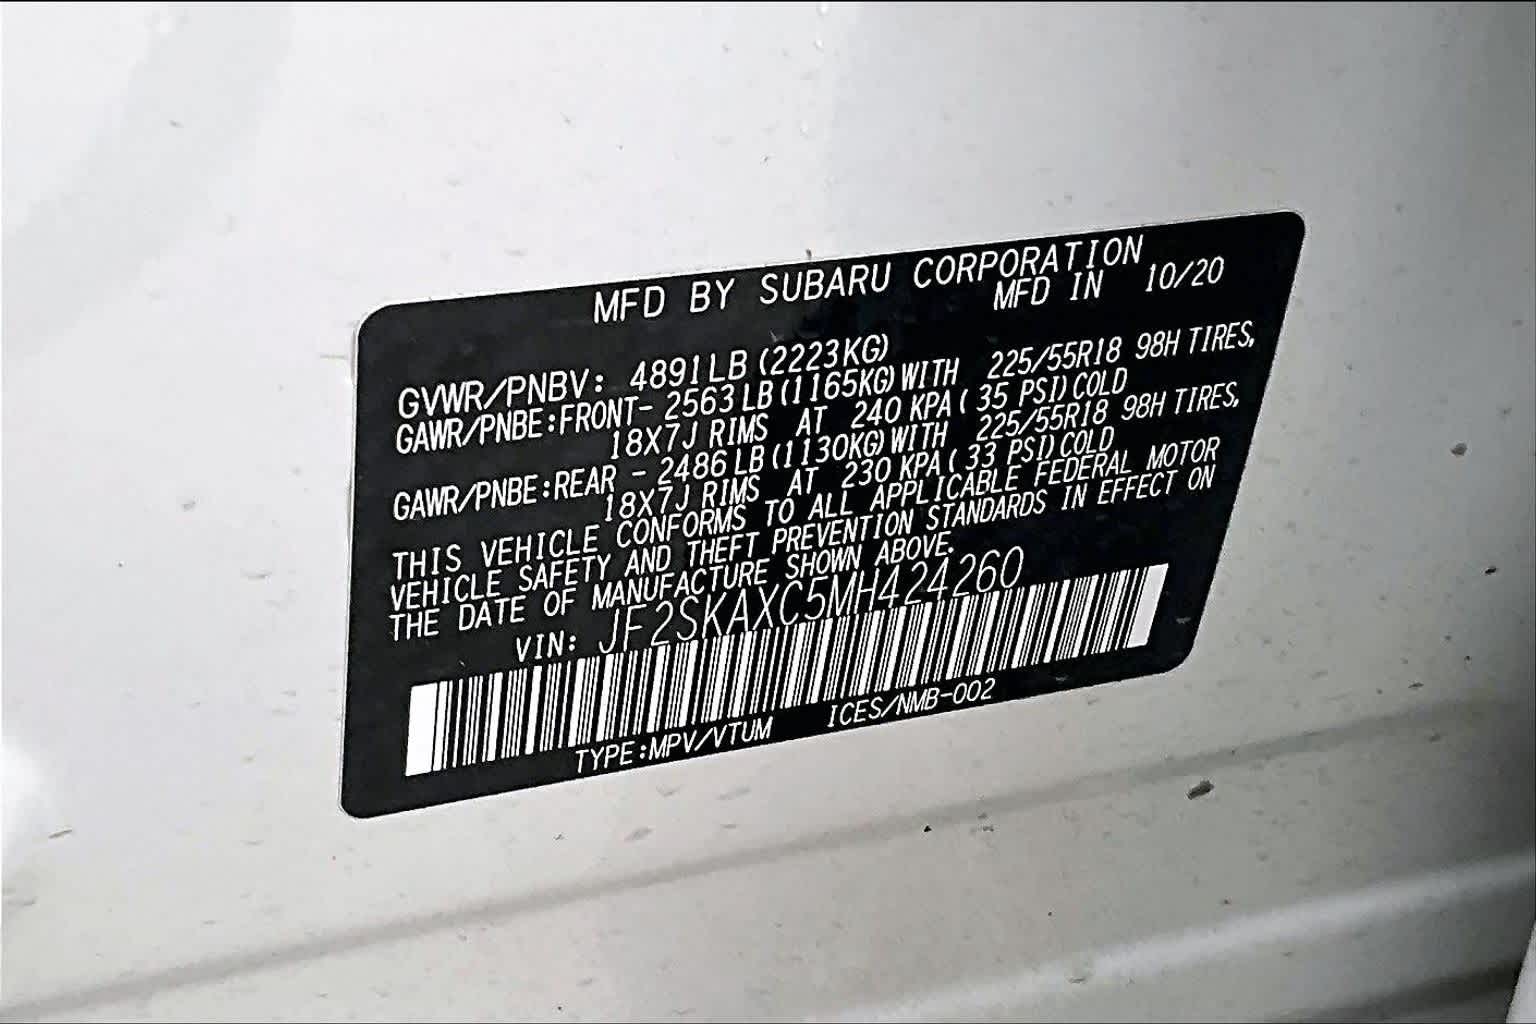 MFD BY SUBARU CORPORATION
MFD IN 10/20
GVWR/PNBV: 4891LB (2223KG)
GAWR/PNBE:FRONT- 2563LB(1165KG)WITH 225/55R18 98H TIRES,
18X7J RIMS AT 240 KPA( 35 PSI)COLD
GAWR/PNBE:REAR - 2486LB(1130KG)WITH 225/55R18 98H TIRES,
18X7J RIMS AT 230 KPA( 33 PSI)COLD
THIS VEHICLE CONFORMS TO ALL APPLICABLE FEDERAL MOTOR
VEHICLE SAFETY AND THEFT PREVENTION STANDARDS IN EFFECT ON
THE DATE OF MANUFACTURE SHOWN ABOVE.
VIN: JF2SKAXC5MH424260
TYPE:MPV/VTUM ICES/NMB-002